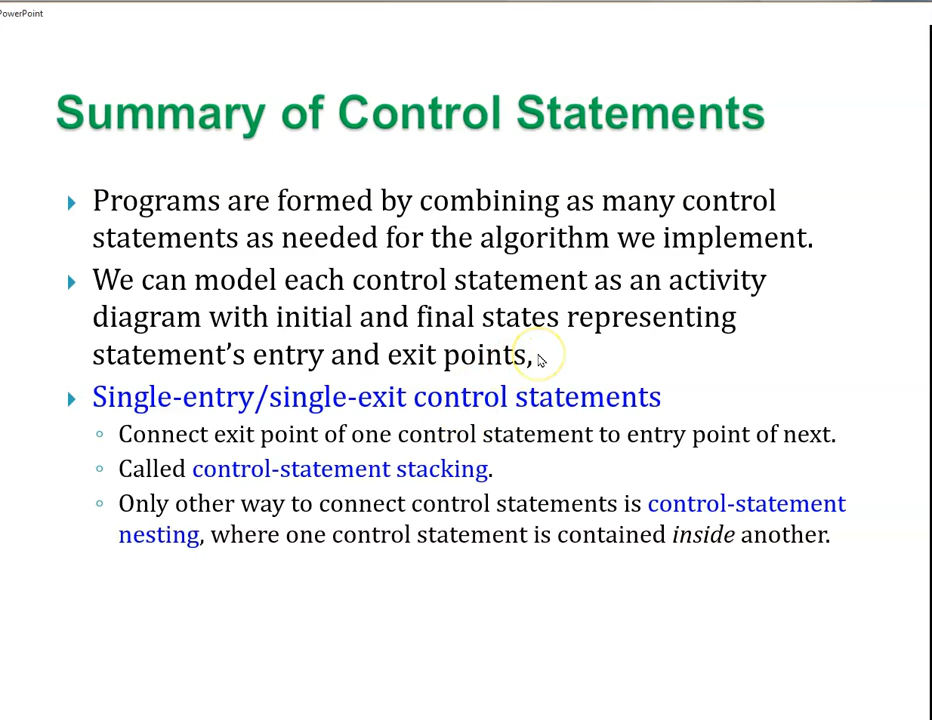 PowerPoint
Summary of Control Statements
Programs are formed by combining as many control
statements as needed for the algorithm we implement.
We can model each control statement as an activity
diagram with initial and final states representing
statement’s entry and exit points,
Single-entry/single-exit control statements
Connect exit point of one control statement to entry point of next.
Called control-statement stacking.
Only other way to connect control statements is control-statement
nesting, where one control statement is contained inside another.